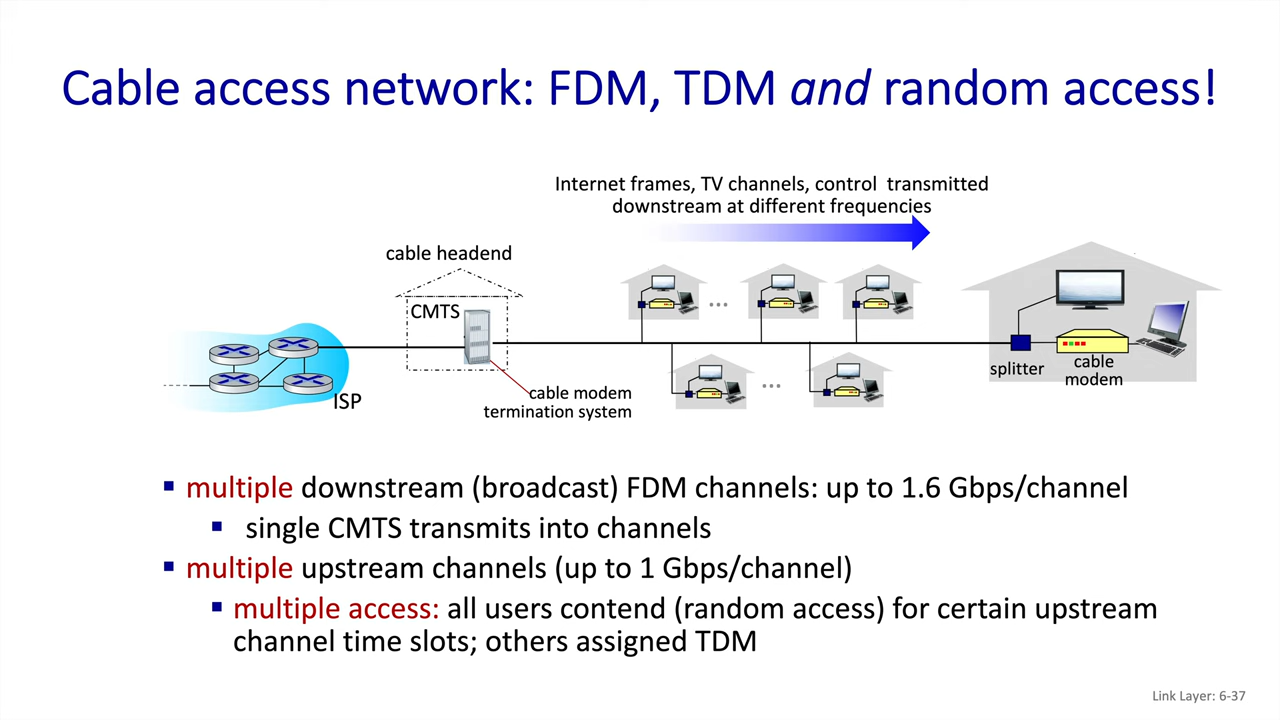 Cable access network: FDM, TDM and random access!
Internet frames, TV channels, control transmitted
downstream at different frequencies
cable headend
CMTS
...
ISP
cable modem
termination system
...
splitter
cable
modem
multiple downstream (broadcast) FDM channels: up to 1.6 Gbps/channel
single CMTS transmits into channels
multiple upstream channels (up to 1 Gbps/channel)
multiple access: all users contend (random access) for certain upstream
channel time slots; others assigned TDM
Link Layer: 6-37